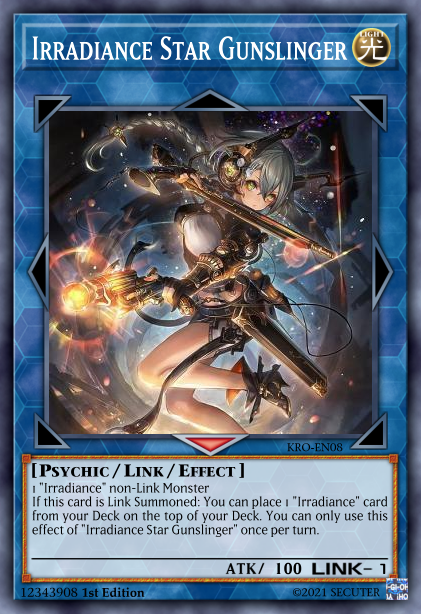 IRRADIANCE STAR GUNSLINGER
LIGHT
光
KRO-EN08
[PSYCHIC/LINK/EFFECT]
1 "Irradiance" non-Link Monster
If this card is Link Summoned: You can place 1 "Irradiance" card
from your Deck on the top of your Deck. You can only use this
effect of "Irradiance Star Gunslinger" once per turn.
ATK/ 100 LINK-1
12343908 1st Edition ©2021 SECUTER